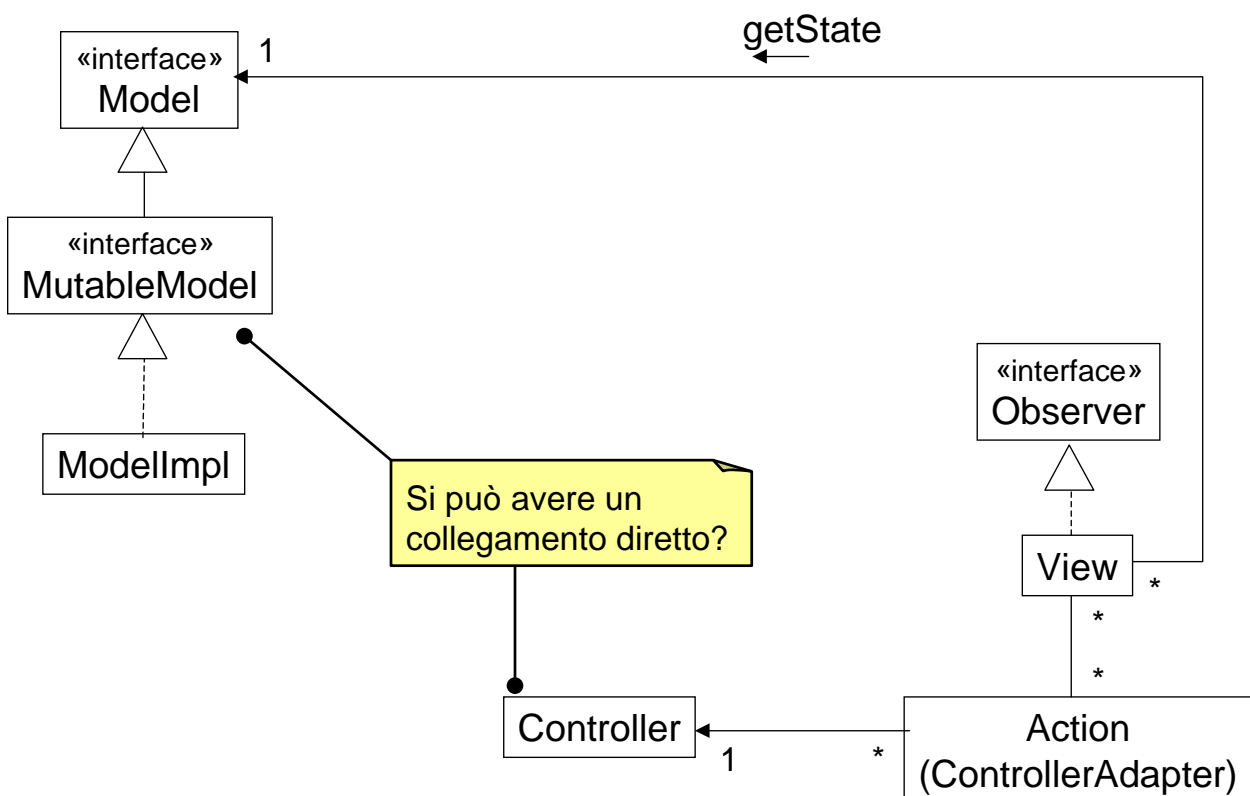 getState
«interface»
Model
1
«interface»
MutableModel
ModelImpl
«interface»
Observer
Si può avere un
collegamento diretto?
View
*
*
*
Controller
1
*
Action
(ControllerAdapter)